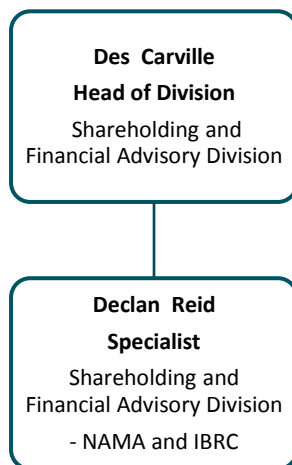 Des Carville
Head of Division
Shareholding and
Financial Advisory Division
Declan Reid
Specialist
Shareholding and
Financial Advisory Division
- NAMA and IBRC